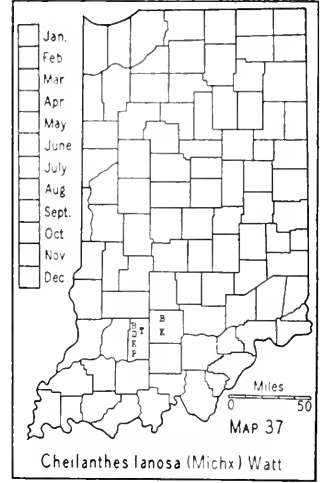 Jan.
Feb
Mar
Apr
May
June
July
Aug
Sept.
Oct
Nov
Dec
B
K
B T
D
K
P
Miles
0 50
MAP 37
Cheilanthes lanosa (Michx) Watt